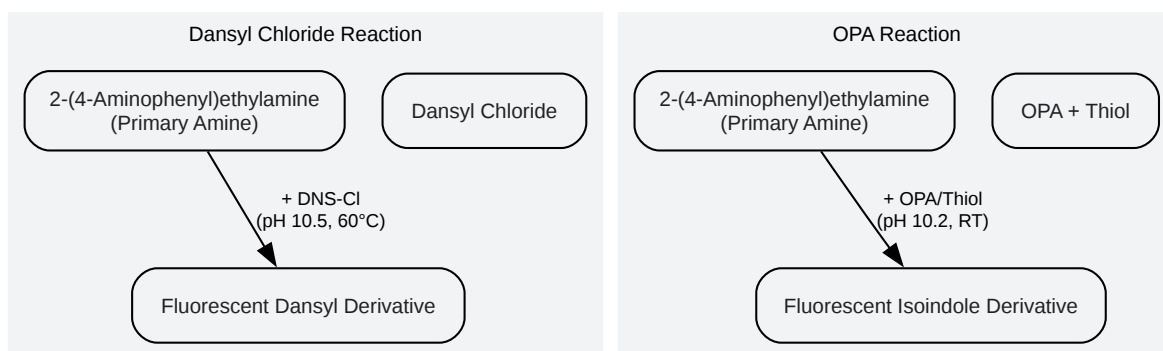 Dansyl Chloride Reaction
2-(4-Aminophenyl)ethylamine
(Primary Amine)
Dansyl Chloride
+ DNS-Cl
(pH 10.5, 60°C)
Fluorescent Dansyl Derivative
OPA Reaction
2-(4-Aminophenyl)ethylamine
(Primary Amine)
OPA + Thiol
+ OPA/Thiol
(pH 10.2, RT)
Fluorescent Isoindole Derivative